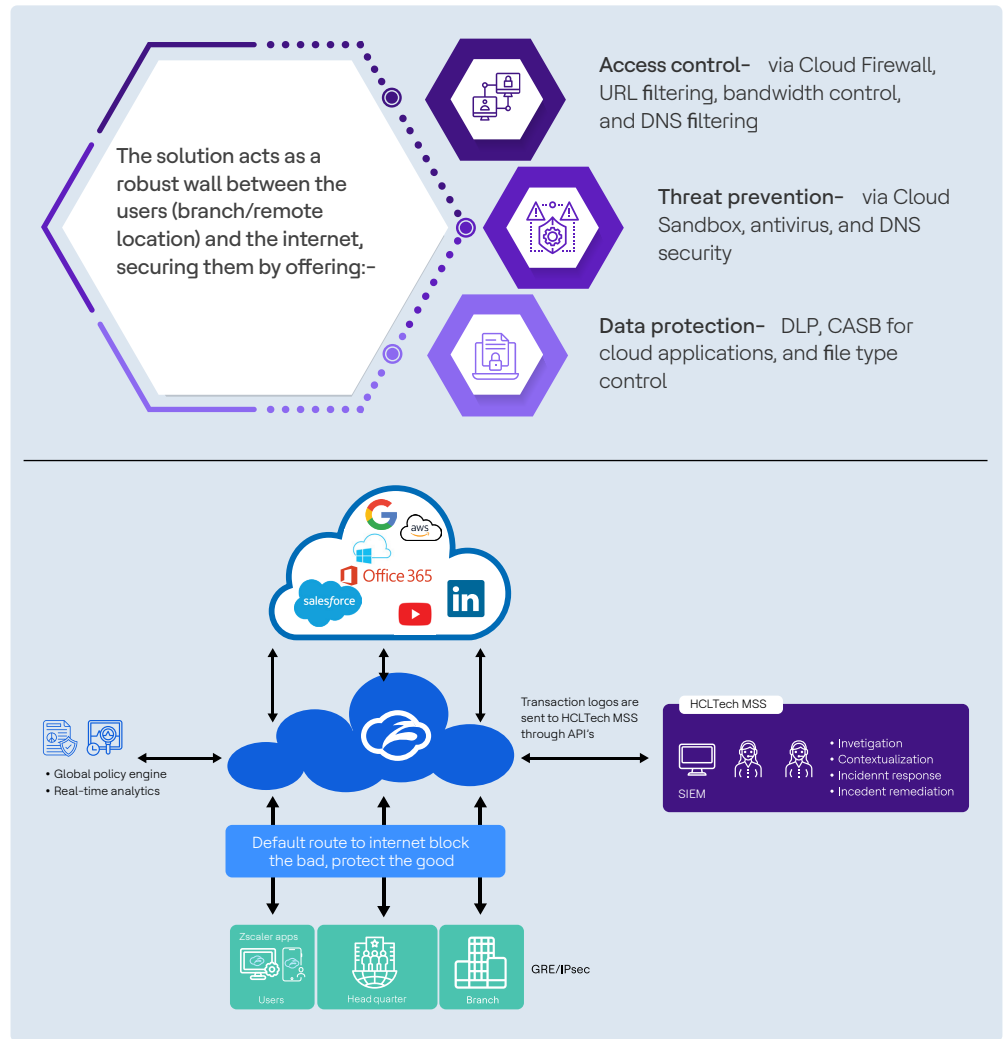 The solution acts as a
robust wall between the
users (branch/remote
location) and the internet,
securing them by offering:-
Access control- via Cloud Firewall,
URL filtering, bandwidth control,
and DNS filtering
Threat prevention- via Cloud
Sandbox, antivirus, and DNS
security
Data protection- DLP, CASB for
cloud applications, and file type
control
G
aws
Office 365
salesforce
in
• Global policy engine
• Real-time analytics
Transaction logos are
sent to HCLTech MSS
through API's
HCLTech MSS
SIEM
• Invetigation
• Contextualization
• Incidennt response
• Incedent remediation
Default route to internet block
the bad, protect the good
Zscaler apps
Users
Head quarter
Branch
GRE/IPsec